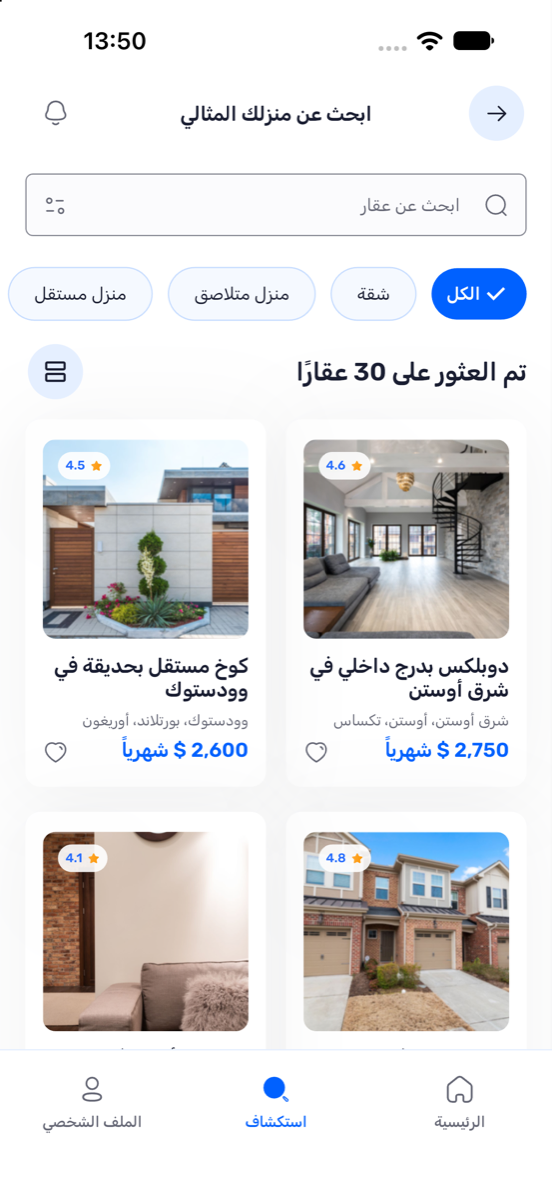 13:50
ابحث عن منزلك المثالي
ابحث عن عقار
الكل
شقة
منزل متلاصق
منزل مستقل
تم العثور على 30 عقارًا
4.6
دوبلكس بدرج داخلي في
شرق أوستن
شرق أوستن، أوستن، تكساس
2,750 $ شهرياً
4.5
كوخ مستقل بحديقة في
وودستوك
وودستوك، بورتلاند، أوريغون
2,600 $ شهرياً
4.8
4.1
الرئيسية
استكشاف
الملف الشخصي